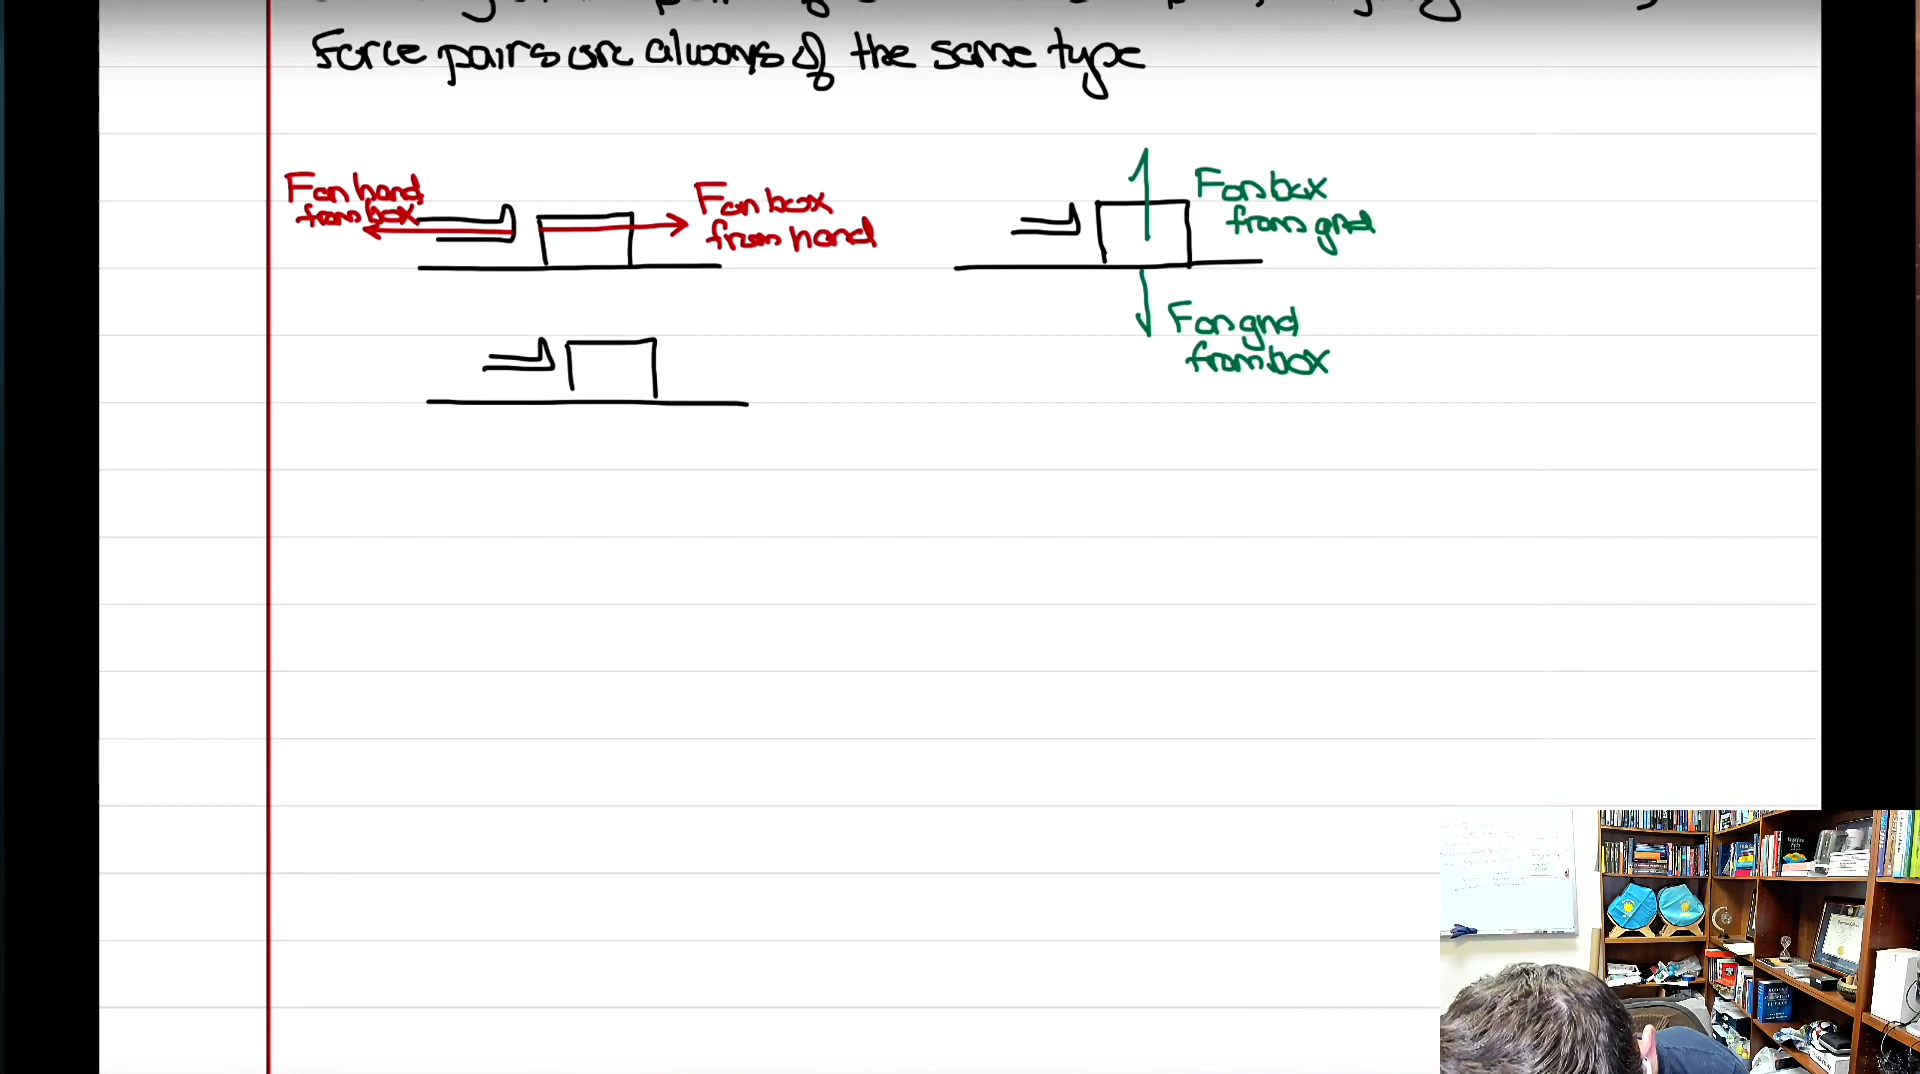 Force pairs are always of the same type
F on hand
from box
F on box
from hand
F on box
from gnd
F on gnd
from box